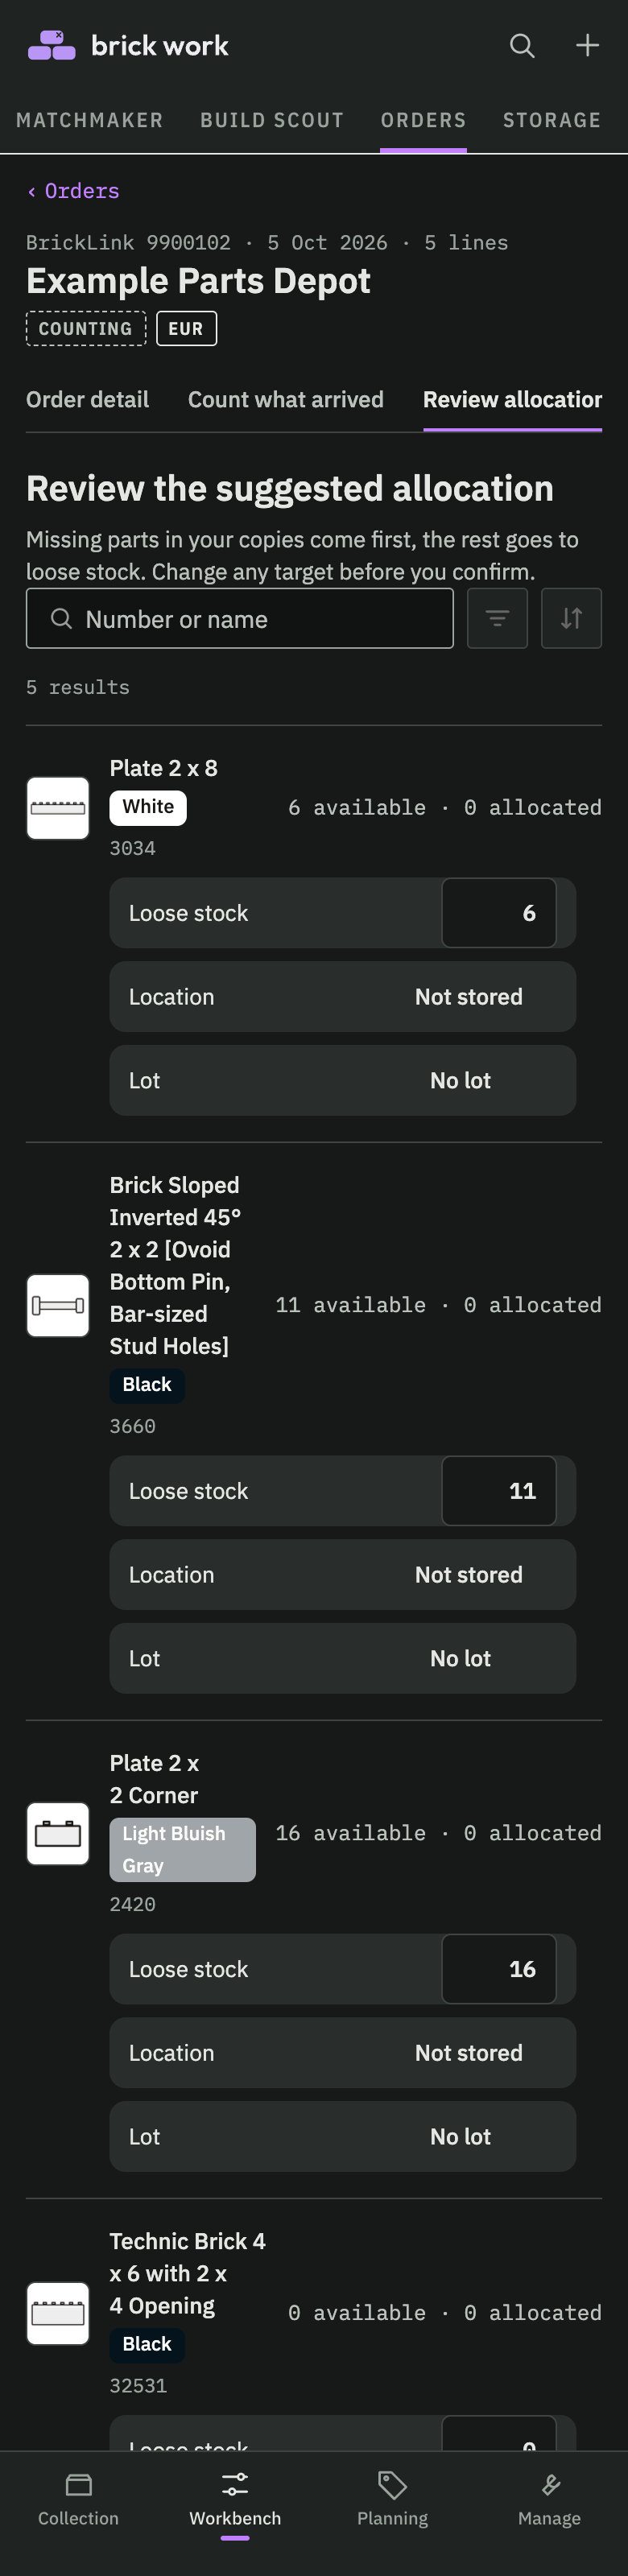 brick work
MATCHMAKER BUILD SCOUT ORDERS STORAGE
‹ Orders
BrickLink 9900102 · 5 Oct 2026 · 5 lines
Example Parts Depot
COUNTING EUR
Order detail Count what arrived Review allocation
Review the suggested allocation
Missing parts in your copies come first, the rest goes to
loose stock. Change any target before you confirm.
Number or name
5 results
Plate 2 x 8
White
6 available · 0 allocated
3034
Loose stock 6
Location Not stored
Lot No lot
Brick Sloped
Inverted 45°
2 x 2 [Ovoid
Bottom Pin,
Bar-sized
Stud Holes]
11 available · 0 allocated
Black
3660
Loose stock 11
Location Not stored
Lot No lot
Plate 2 x
2 Corner
Light Bluish
Gray
16 available · 0 allocated
2420
Loose stock 16
Location Not stored
Lot No lot
Technic Brick 4
x 6 with 2 x
4 Opening
0 available · 0 allocated
Black
32531
Loose stock 0
Collection Workbench Planning Manage